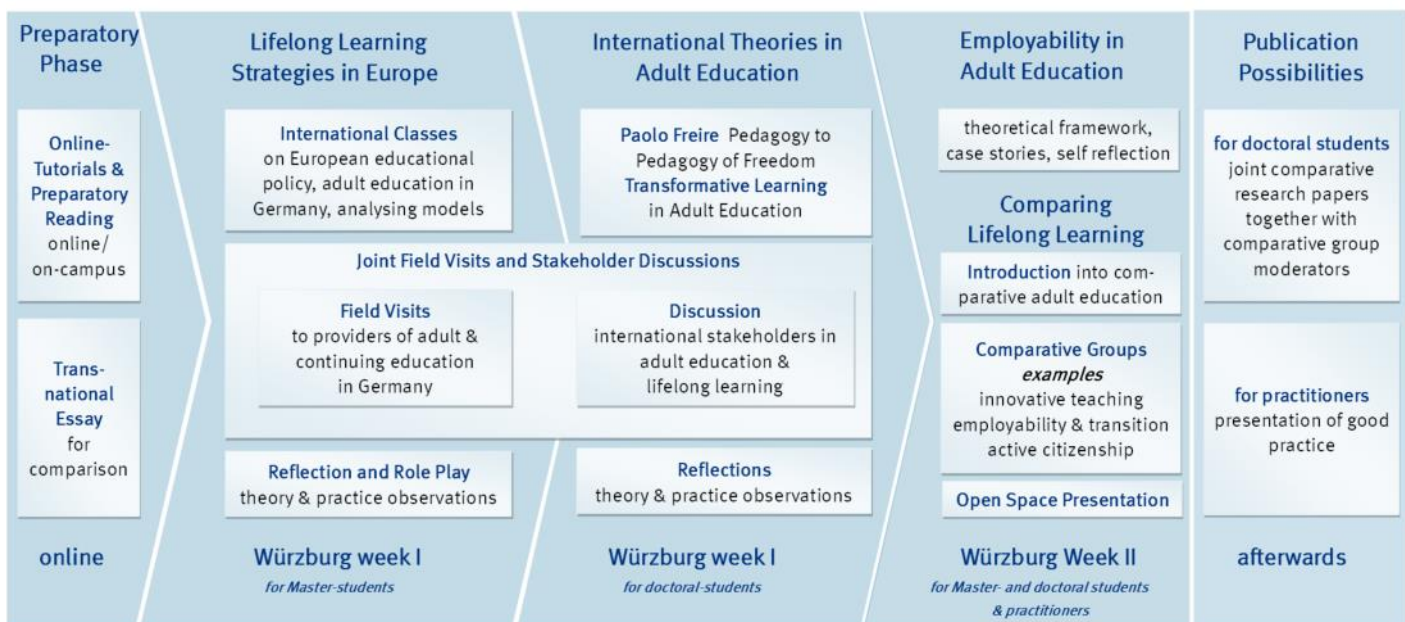 Preparatory
Phase
Online-
Tutorials &
Preparatory
Reading
online/
on-campus
Trans-
national
Essay
for
comparison
online
Lifelong Learning
Strategies in Europe
International Classes
on European educational
policy, adult education in
Germany, analysing models
International Theories in
Adult Education
Paolo Freire Pedagogy to
Pedagogy of Freedom
Transformative Learning
in Adult Education
Joint Field Visits and Stakeholder Discussions
Field Visits
to providers of adult &
continuing education
in Germany
Discussion
international stakeholders in
adult education &
lifelong learning
Reflection and Role Play
theory & practice observations
Würzburg week I
for Master-students
Reflections
theory & practice observations
Würzburg week I
for doctoral-students
Employability in
Adult Education
theoretical framework,
case stories, self reflection
Comparing
Lifelong Learning
Introduction into com-
parative adult education
Comparative Groups
examples
innovative teaching
employability & transition
active citizenship
Open Space Presentation
Würzburg Week II
for Master- and doctoral students
& practitioners
Publication
Possibilities
for doctoral students
joint comparative
research papers
together with
comparative group
moderators
for practitioners
presentation of good
practice
afterwards